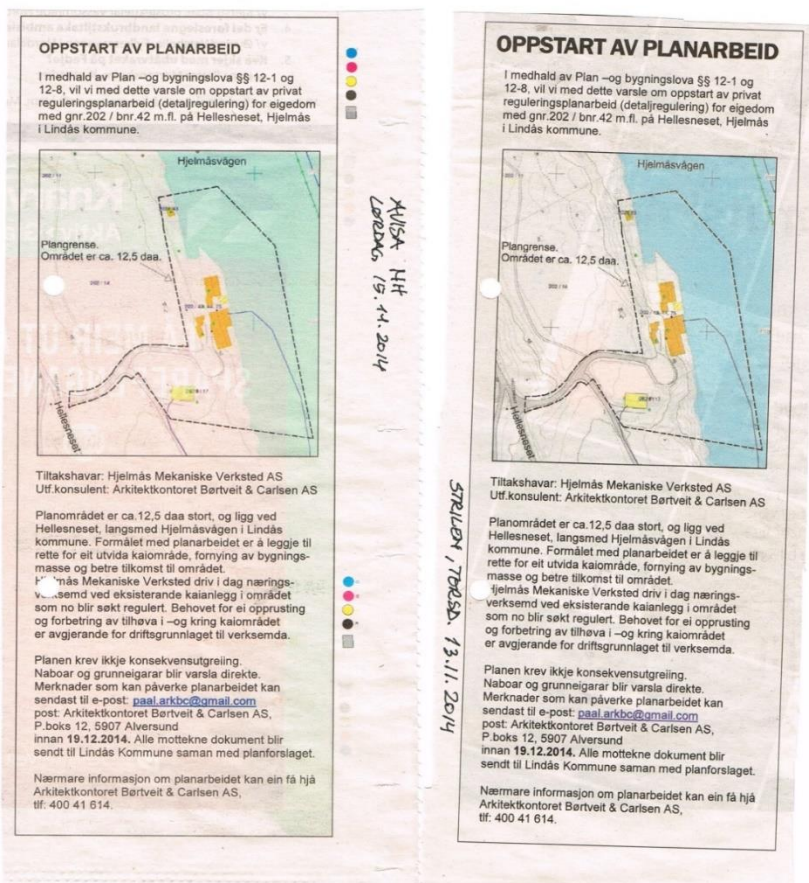 OPPSTART AV PLANARBEID
I medhald av Plan –og bygningslova §§ 12-1 og
12-8, vil vi med dette varsle om oppstart av privat
reguleringsplanarbeid (detaljregulering) for eigedom
med gnr.202 / bnr.42 m.fl. på Hellesneset, Hjelmås
i Lindås kommune.
Hjelmåsvågen
Plangrense.
Området er ca. 12,5 daa.
Hellesneset
Tiltakshavar: Hjelmås Mekaniske Verksted AS
Utf.konsulent: Arkitektkontoret Børtveit & Carlsen AS
Planområdet er ca.12,5 daa stort, og ligg ved
Hellesneset, langsmed Hjelmåsvågen i Lindås
kommune. Formålet med planarbeidet er å leggje til
rette for eit utvida kaiområde, fornying av bygnings-
masse og betre tilkomst til området.
Mekaniske Verksted driv i dag nærings-
verksemd ved eksisterande kaianlegg i området
som no blir søkt regulert. Behovet for ei opprusting
og forbetring av tilhøva i –og kring kaiområdet
er avgjerande for driftsgrunnlaget til verksemda.
Planen krev ikkje konsekvensutgreiing.
Naboar og grunneigarar blir varsla direkte.
Merknader som kan påverke planarbeidet kan
sendast til e-post: paal.arkbc@gmail.com
post: Arkitektkontoret Børtveit & Carlsen AS,
P.boks 12, 5907 Alversund
innan 19.12.2014. Alle mottekne dokument blir
sendt til Lindås Kommune saman med planforslaget.
Nærmare informasjon om planarbeidet kan ein få hjå
Arkitektkontoret Børtveit & Carlsen AS,
tlf: 400 41 614.
AVISA NH
LØRDAG, 15.11.2014
OPPSTART AV PLANARBEID
I medhald av Plan –og bygningslova §§ 12-1 og
12-8, vil vi med dette varsle om oppstart av privat
reguleringsplanarbeid (detaljregulering) for eigedom
med gnr.202 / bnr.42 m.fl. på Hellesneset, Hjelmås
i Lindås kommune.
Hjelmåsvågen
Plangrense.
Området er ca. 12,5 daa.
Hellesneset
Tiltakshavar: Hjelmås Mekaniske Verksted AS
Utf.konsulent: Arkitektkontoret Børtveit & Carlsen AS
Planområdet er ca.12,5 daa stort, og ligg ved
Hellesneset, langsmed Hjelmåsvågen i Lindås
kommune. Formålet med planarbeidet er å leggje til
rette for eit utvida kaiområde, fornying av bygnings-
masse og betre tilkomst til området.
Hjelmås Mekaniske Verksted driv i dag nærings-
verksemd ved eksisterande kaianlegg i området
som no blir søkt regulert. Behovet for ei opprusting
og forbetring av tilhøva i –og kring kaiområdet
er avgjerande for driftsgrunnlaget til verksemda.
Planen krev ikkje konsekvensutgreiing.
Naboar og grunneigarar blir varsla direkte.
Merknader som kan påverke planarbeidet kan
sendast til e-post: paal.arkbc@gmail.com
post: Arkitektkontoret Børtveit & Carlsen AS,
P.boks 12, 5907 Alversund
innan 19.12.2014. Alle mottekne dokument blir
sendt til Lindås Kommune saman med planforslaget.
Nærmare informasjon om planarbeidet kan ein få hjå
Arkitektkontoret Børtveit & Carlsen AS,
tlf: 400 41 614.
STRILEN, TORSD. 13.11.2014